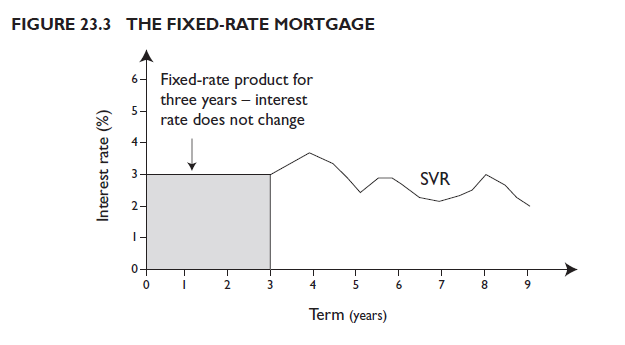 FIGURE 23.3 THE FIXED-RATE MORTGAGE
Fixed-rate product for
three years – interest
rate does not change
Interest rate (%)
6
5
4
3
2
1
0
SVR
0 1 2 3 4 5 6 7 8 9
Term (years)